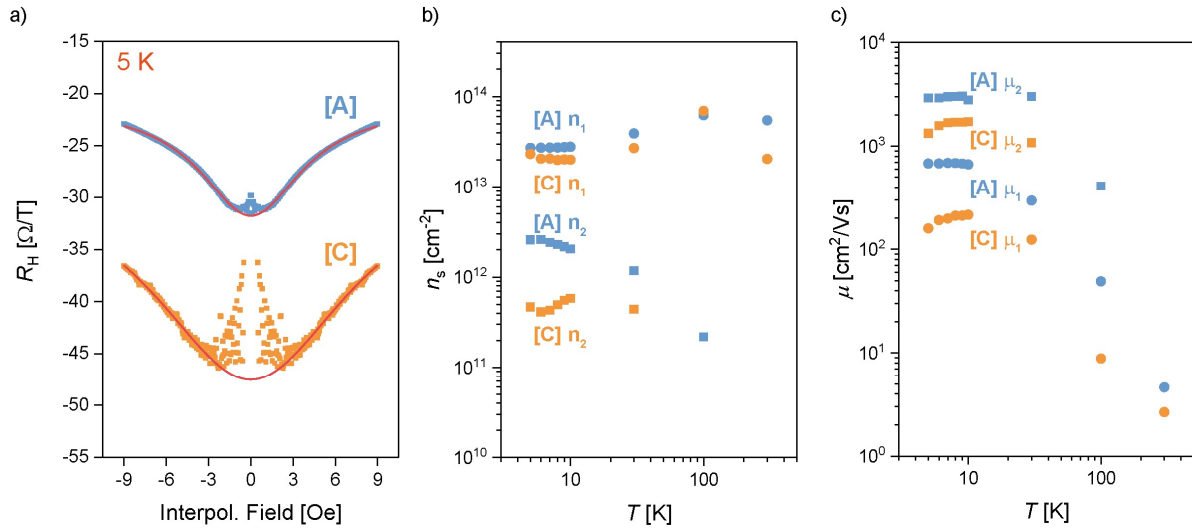 a)
5 K
[A]
[C]
-15
-20
-25
-30
-35
-40
-45
-50
-55
R_H [Ω/T]
-9 -6 -3 0 3 6 9
Interpol. Field [Oe]
b)
10^14
10^13
10^12
10^11
10^10
n_s [cm^-2]
[A] n_1
[C] n_1
[A] n_2
[C] n_2
10 100
T [K]
c)
10^4
10^3
10^2
10^1
10^0
μ [cm^2/Vs]
[A] μ_2
[C] μ_2
[A] μ_1
[C] μ_1
10 100
T [K]